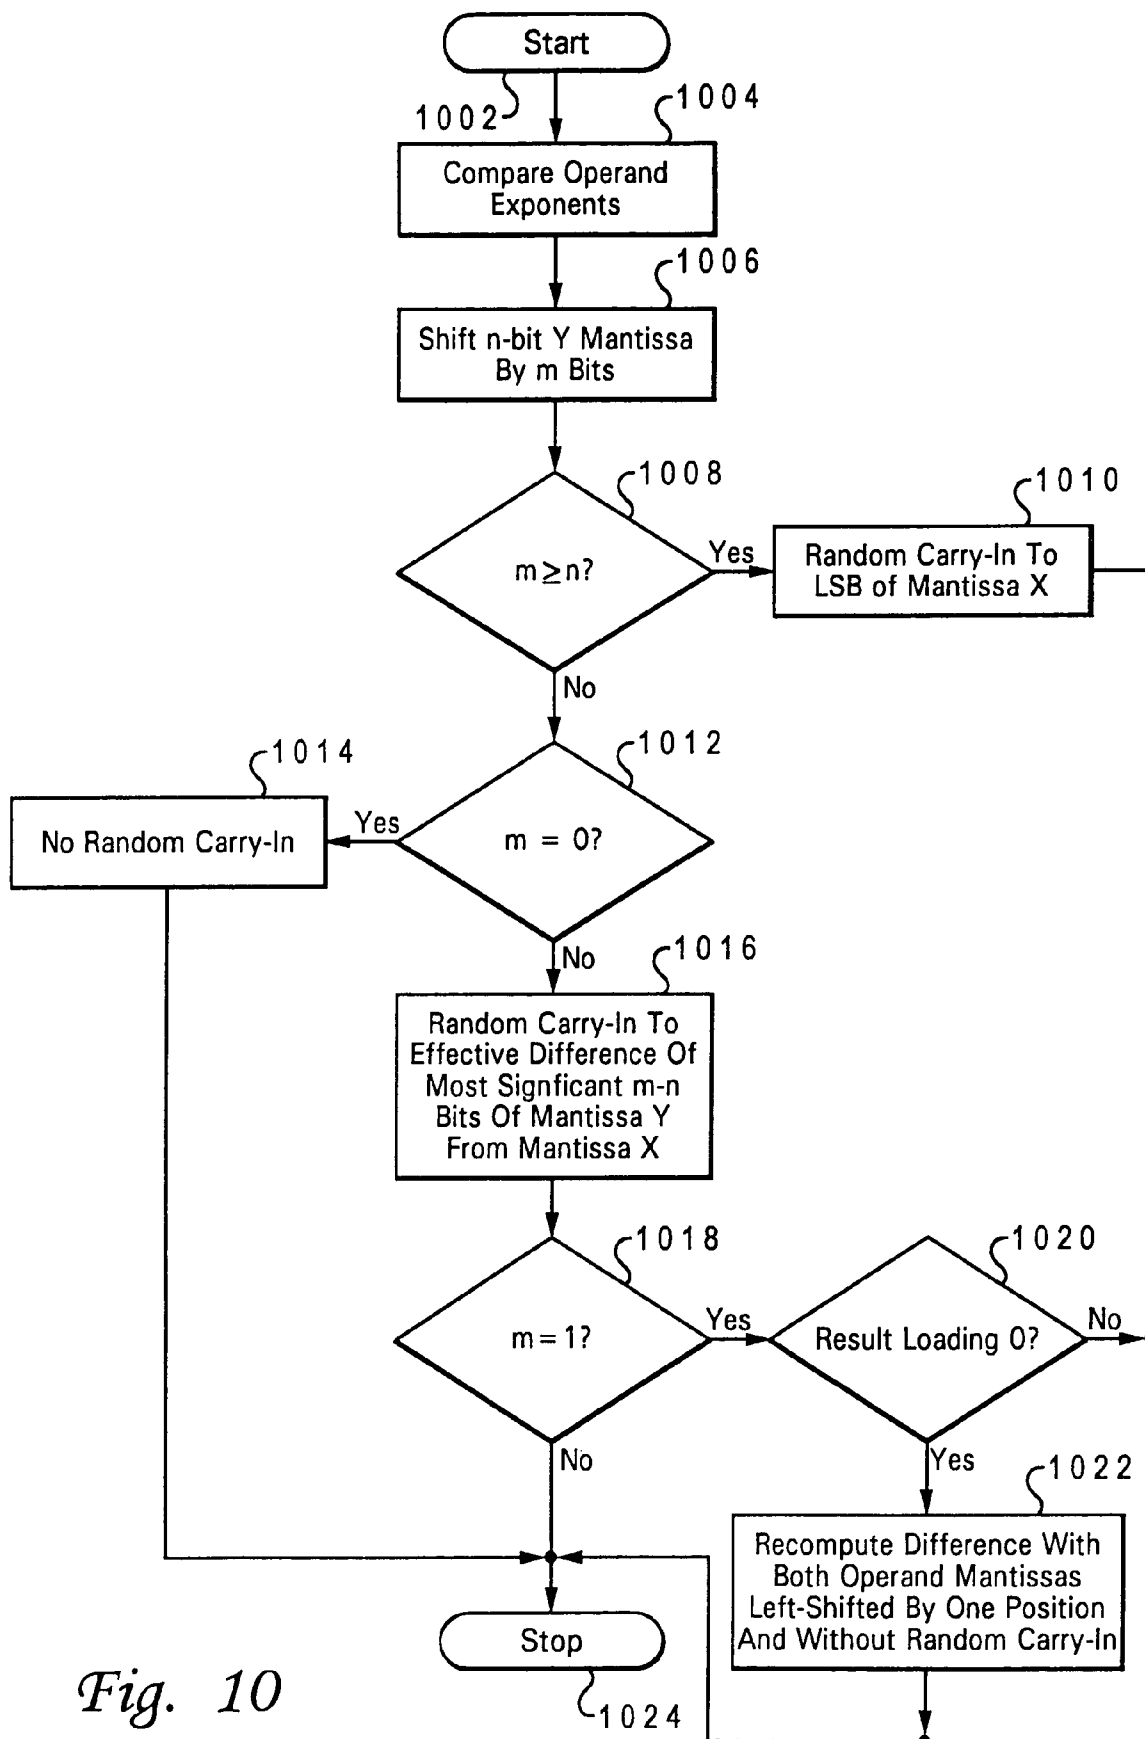 Start
1002
1004
Compare Operand
Exponents
1006
Shift n-bit Y Mantissa
By m Bits
1008
m≥n?
Yes
1010
Random Carry-In To
LSB of Mantissa X
No
1012
m = 0?
Yes
1014
No Random Carry-In
No
1016
Random Carry-In To
Effective Difference Of
Most Signficant m-n
Bits Of Mantissa Y
From Mantissa X
1018
m=1?
Yes
1020
Result Loading 0?
No
No
Yes
1022
Recompute Difference With
Both Operand Mantissas
Left-Shifted By One Position
And Without Random Carry-In
Stop
1024
Fig. 10